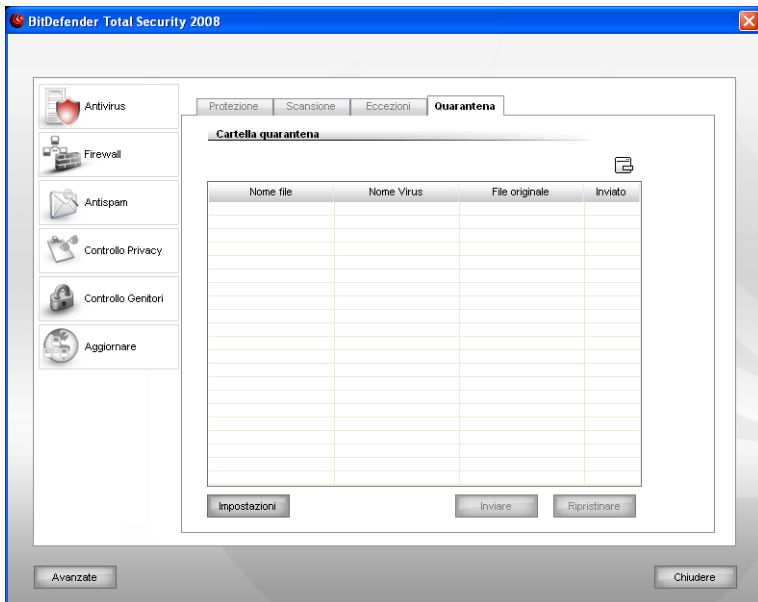 BitDefender Total Security 2008
Antivirus
Firewall
Antispam
Controllo Privacy
Controllo Genitori
Aggiornare
Protezione Scansione Eccezioni Quarantena
Cartella quarantena
Nome file Nome Virus File originale Inviato
Impostazioni Inviare Ripristinare
Avanzate Chiudere